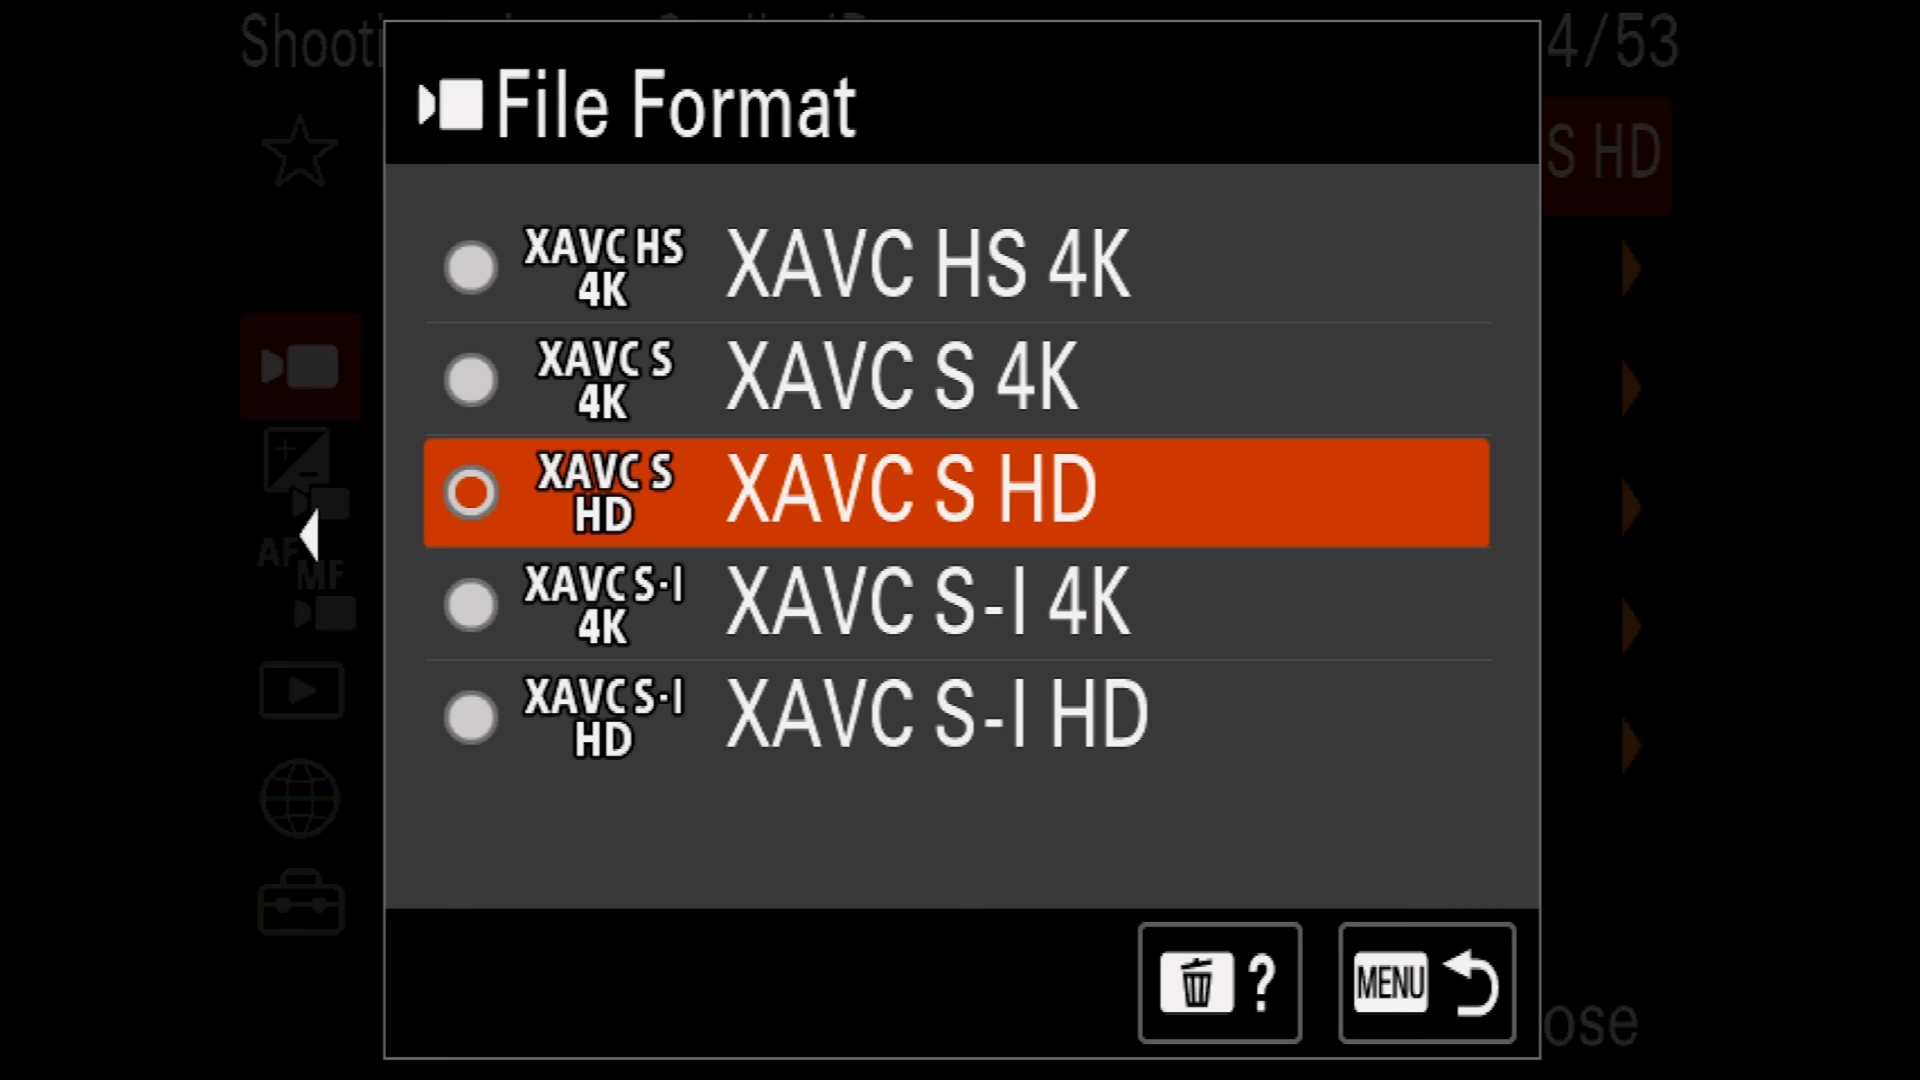 4/53
File Format
S HD
XAVC HS 4K XAVC HS 4K
XAVC S 4K XAVC S 4K
XAVC S HD XAVC S HD
XAVC S-I 4K XAVC S-I 4K
XAVC S-I HD XAVC S-I HD
AF MF
? MENU
ose